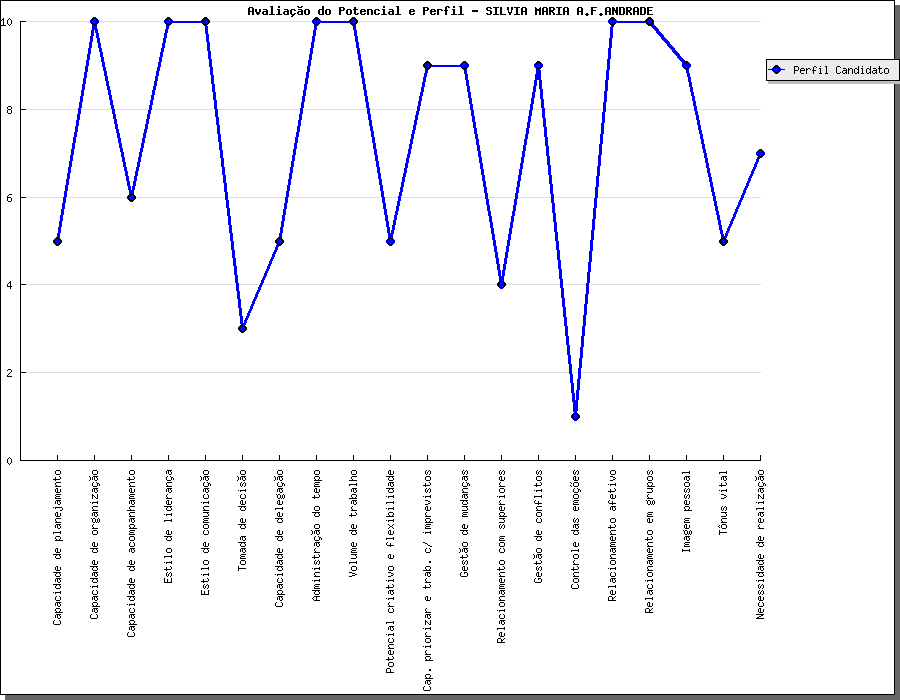 Avaliação do Potencial e Perfil - SILVIA MARIA A.F.ANDRADE
Perfil Candidato
10
8
6
4
2
0
Capacidade de planejamento
Capacidade de organização
Capacidade de acompanhamento
Estilo de liderança
Estilo de comunicação
Tomada de decisão
Capacidade de delegação
Administração do tempo
Volume de trabalho
Potencial criativo e flexibilidade
Cap. priorizar e trab. c/ imprevistos
Gestão de mudanças
Relacionamento com superiores
Gestão de conflitos
Controle das emoções
Relacionamento afetivo
Relacionamento em grupos
Imagem pessoal
Tônus vital
Necessidade de realização